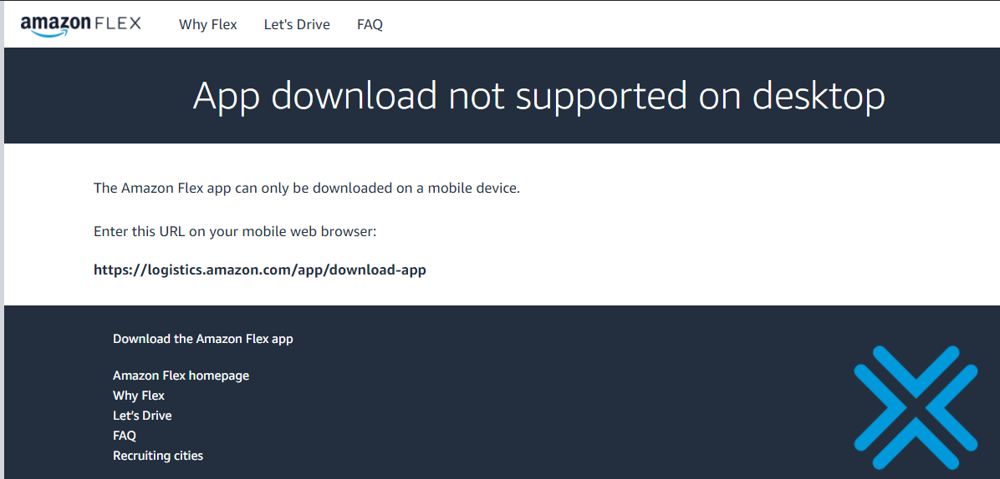 amazon FLEX Why Flex Let's Drive FAQ
App download not supported on desktop
The Amazon Flex app can only be downloaded on a mobile device.
Enter this URL on your mobile web browser:
https://logistics.amazon.com/app/download-app
Download the Amazon Flex app
Amazon Flex homepage
Why Flex
Let's Drive
FAQ
Recruiting cities